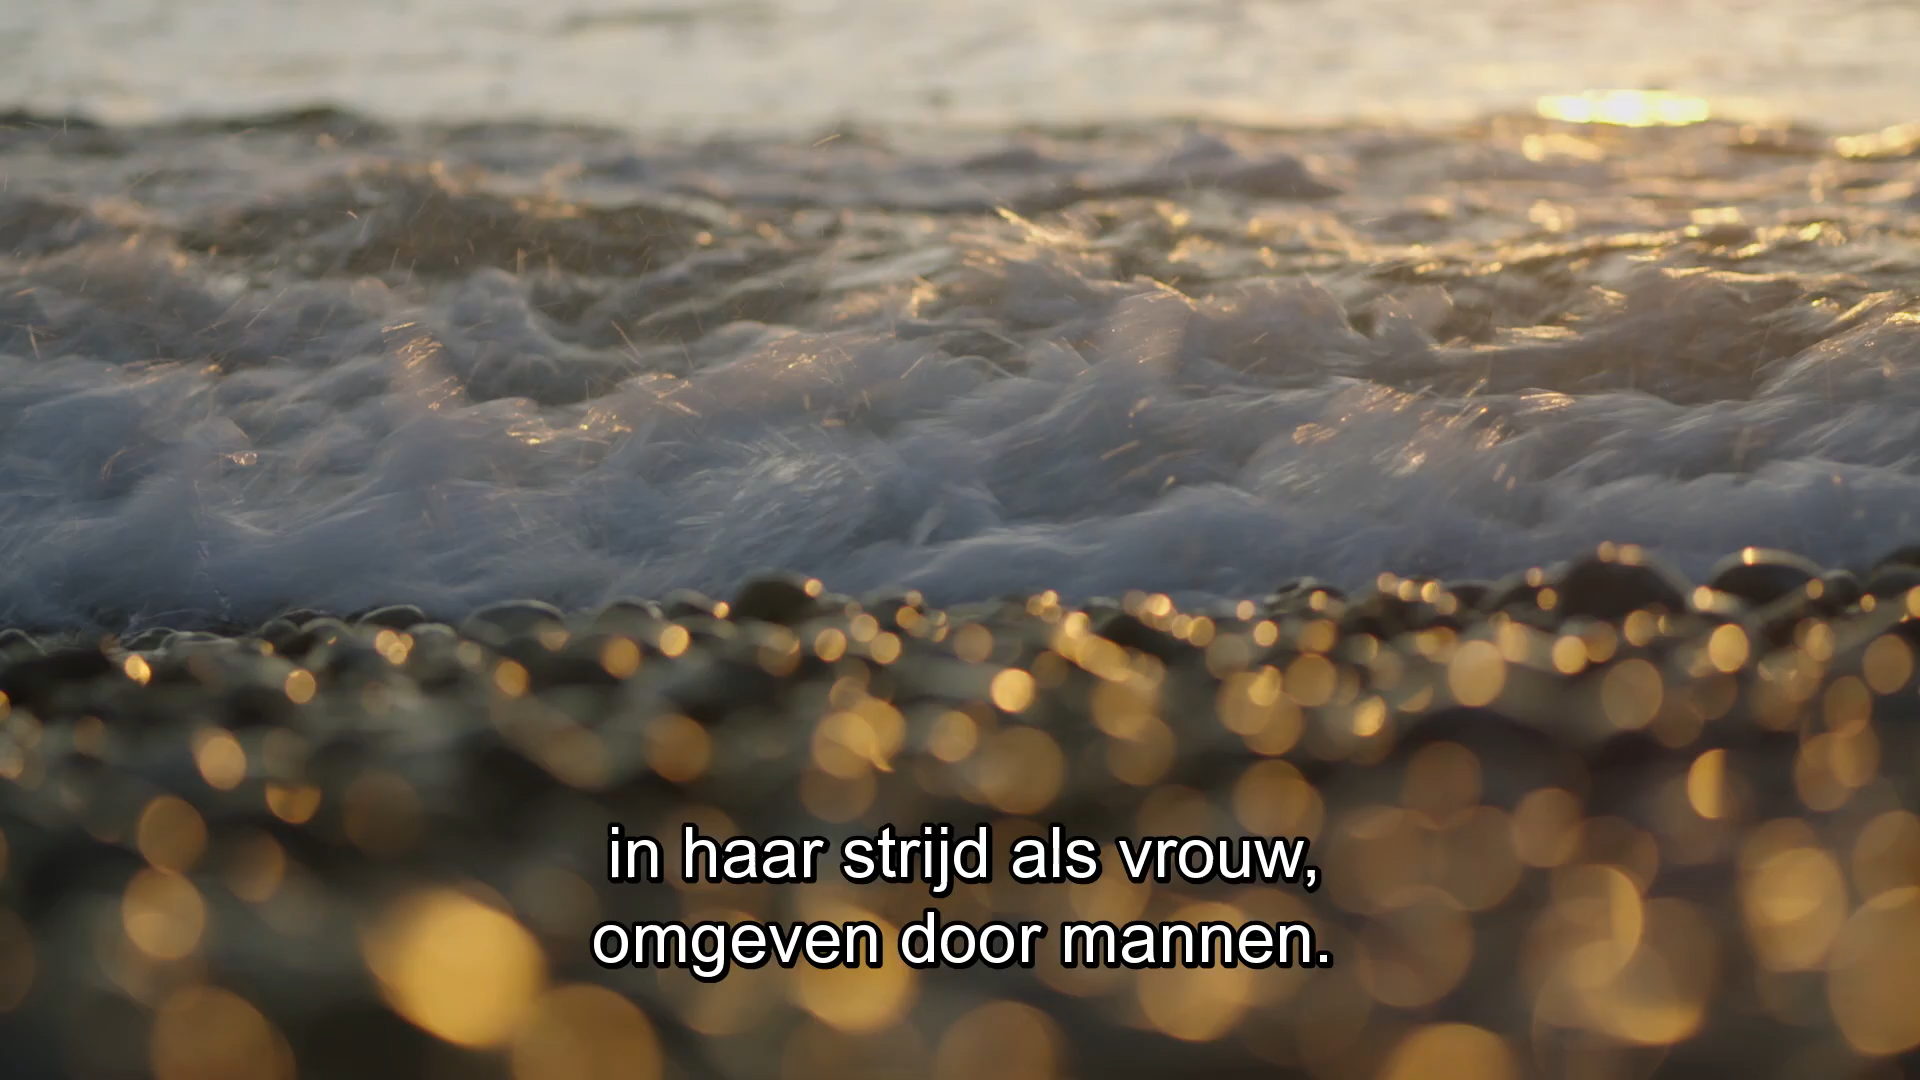 in haar strijd als vrouw,
omgeven door mannen.